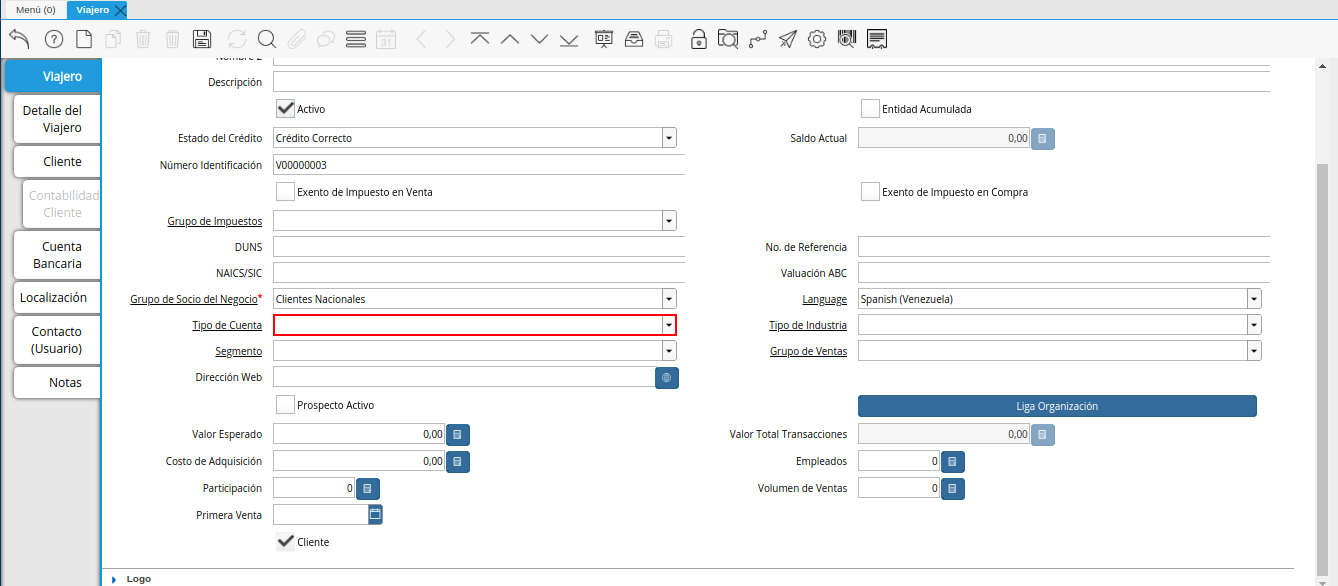 Menú (0)
Viajero
31
Viajero
Detalle del
Viajero
Cliente
Contabilidad
Cliente
Cuenta
Bancaria
Localización
Contacto
(Usuario)
Notas
Nombre 2
Descripción
Activo
Entidad Acumulada
Estado del Crédito
Crédito Correcto
Saldo Actual
0,00
Número Identificación
V00000003
Exento de Impuesto en Venta
Exento de Impuesto en Compra
Grupo de Impuestos
DUNS
No. de Referencia
NAICS/SIC
Valuación ABC
Grupo de Socio del Negocio*
Clientes Nacionales
Language
Spanish (Venezuela)
Tipo de Cuenta
Tipo de Industria
Segmento
Grupo de Ventas
Dirección Web
Prospecto Activo
Liga Organización
Valor Esperado
0,00
Valor Total Transacciones
0,00
Costo de Adquisición
0,00
Empleados
0
Participación
0
Volumen de Ventas
0
Primera Venta
Cliente
Logo